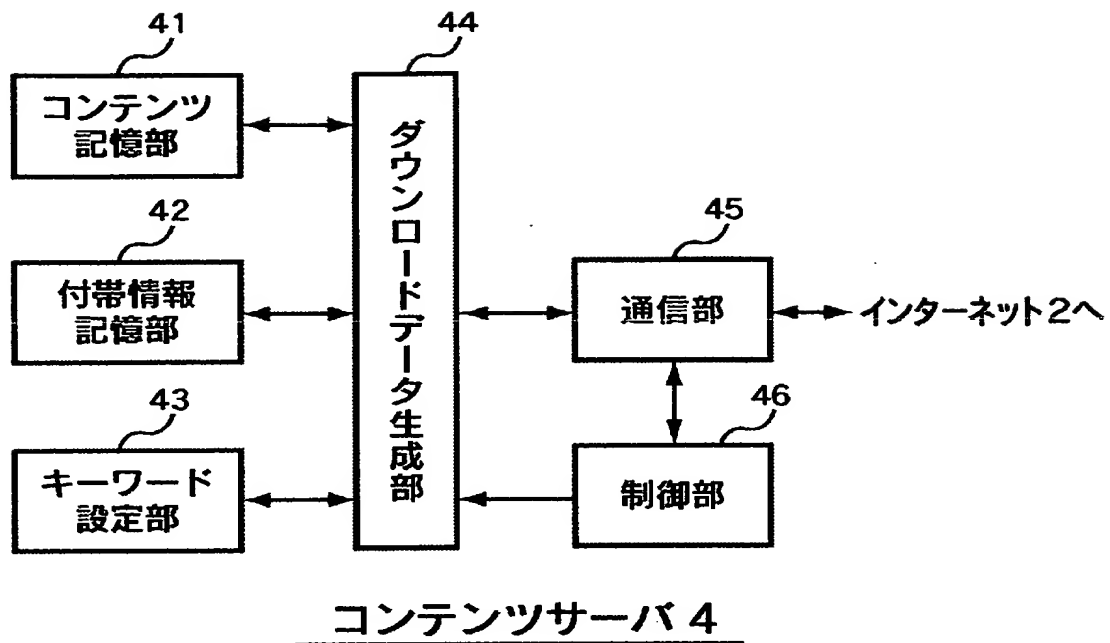 41
コンテンツ
記憶部
42
付帯情報
記憶部
43
キーワード
設定部
44
ダウンロードデータ生成部
45
通信部
インターネット2へ
46
制御部
コンテンツサーバ 4